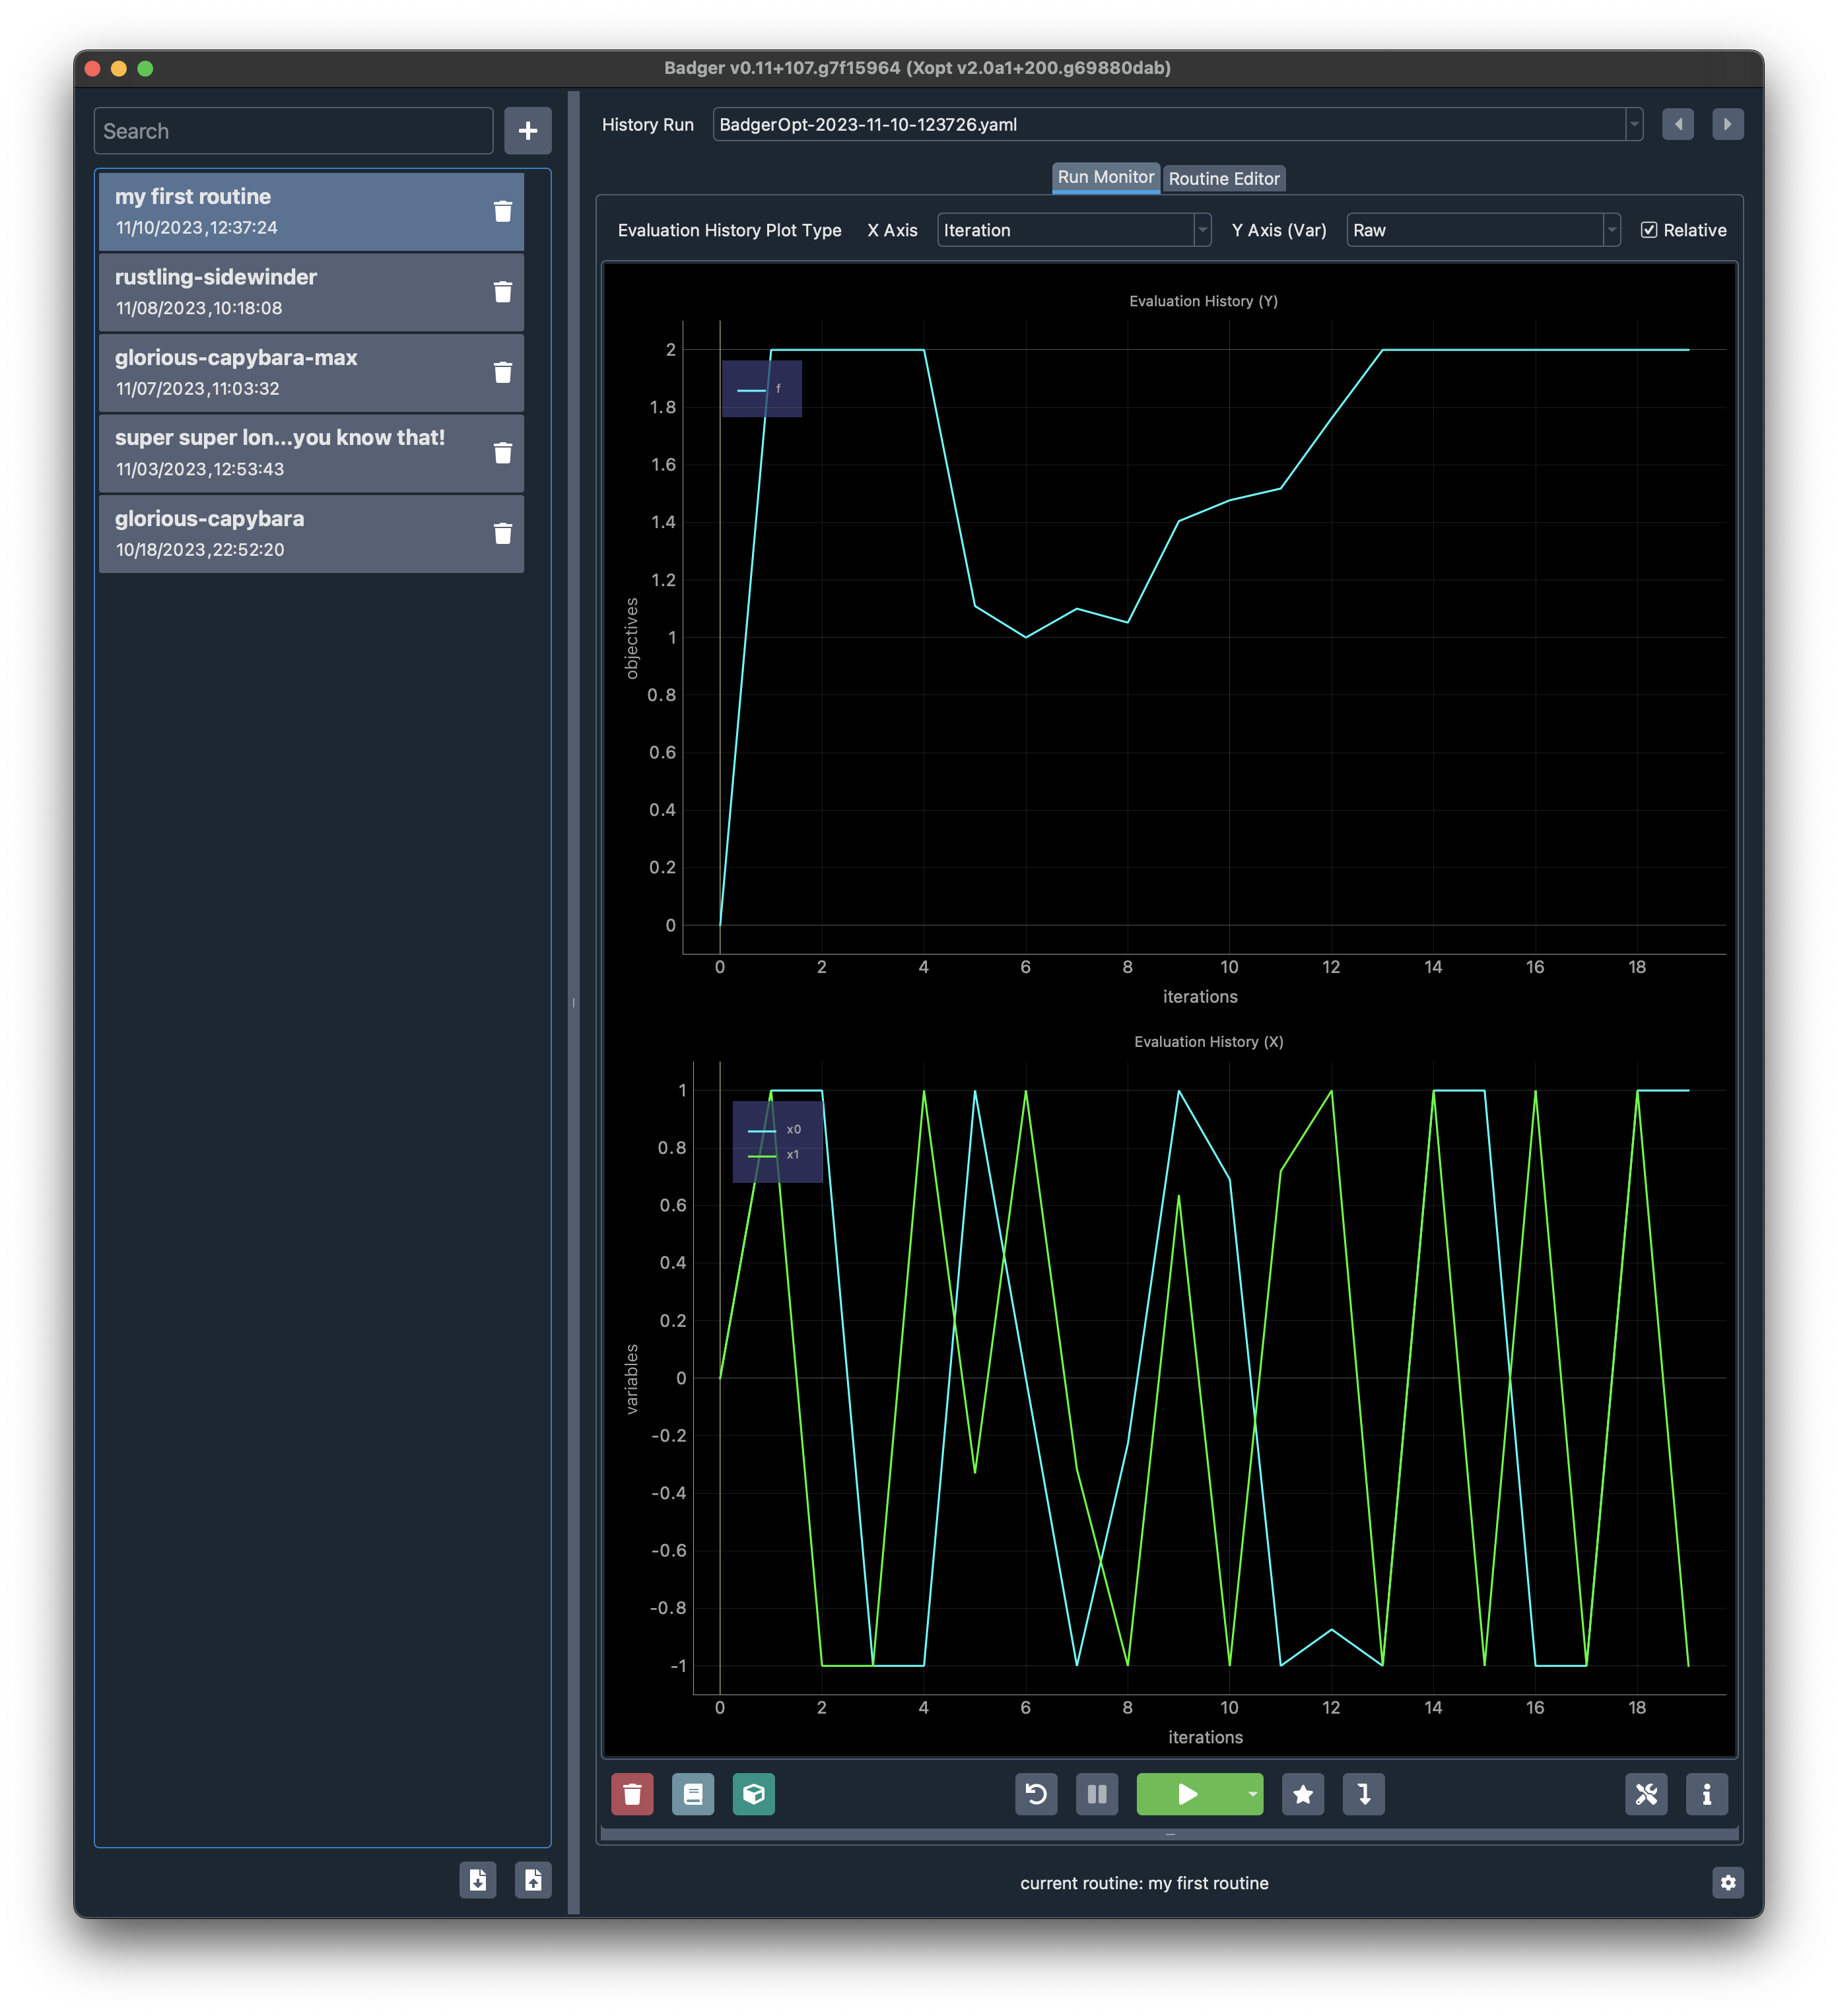 Badger v0.11+107.g7f15964 (Xopt v2.0a1+200.g69880dab)
Search
my first routine
11/10/2023,12:37:24
rustling-sidewinder
11/08/2023,10:18:08
glorious-capybara-max
11/07/2023,11:03:32
super super lon...you know that!
11/03/2023,12:53:43
glorious-capybara
10/18/2023,22:52:20
History Run BadgerOpt-2023-11-10-123726.yaml
Run Monitor Routine Editor
Evaluation History Plot Type X Axis Iteration Y Axis (Var) Raw Relative
Evaluation History (Y)
f
objectives
2
1.8
1.6
1.4
1.2
1
0.8
0.6
0.4
0.2
0
0 2 4 6 8 10 12 14 16 18
iterations
Evaluation History (X)
x0
x1
variables
1
0.8
0.6
0.4
0.2
0
-0.2
-0.4
-0.6
-0.8
-1
0 2 4 6 8 10 12 14 16 18
iterations
current routine: my first routine